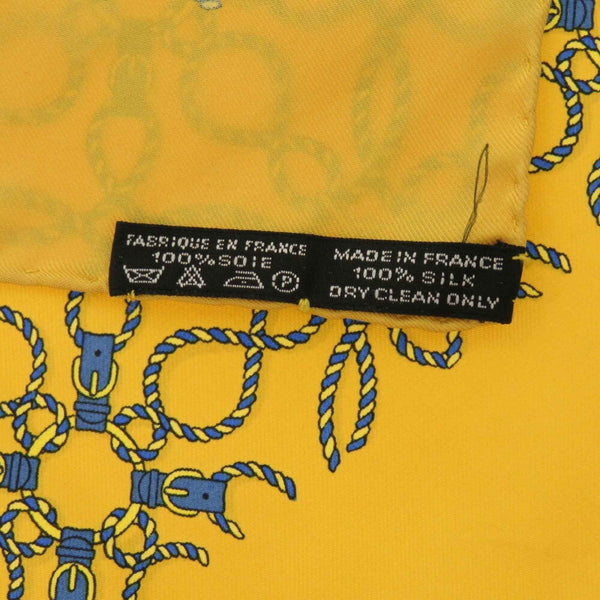 FABRIQUE EN FRANCE
100% SOIE
P
MADE IN FRANCE
100% SILK
DRY CLEAN ONLY